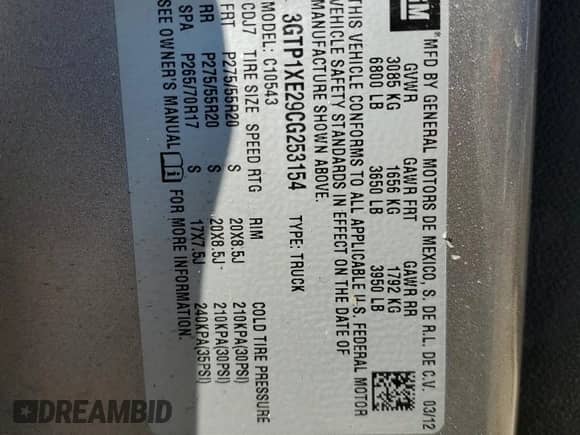 GM
MFD BY GENERAL MOTORS DE MEXICO, S. DE R.L. DE C.V. 03/12
GVWR GAWR FRT GAWR RR
3085 KG 1656 KG 1792 KG
6800 LB 3650 LB 3950 LB
THIS VEHICLE CONFORMS TO ALL APPLICABLE U.S. FEDERAL MOTOR
VEHICLE SAFETY STANDARDS IN EFFECT ON THE DATE OF
MANUFACTURE SHOWN ABOVE.
3GTP1XE29CG253154 TYPE: TRUCK
MODEL: C10543
CDU7 TIRE SIZE SPEED RTG RIM COLD TIRE PRESSURE
FRT P275/55R20 S 20X8.5J 210KPA(30PSI)
RR P275/55R20 S 20X8.5J 210KPA(30PSI)
SPA P265/70R17 S 17X7.5J 240KPA(35PSI)
SEE OWNER'S MANUAL FOR MORE INFORMATION.
DREAMBID